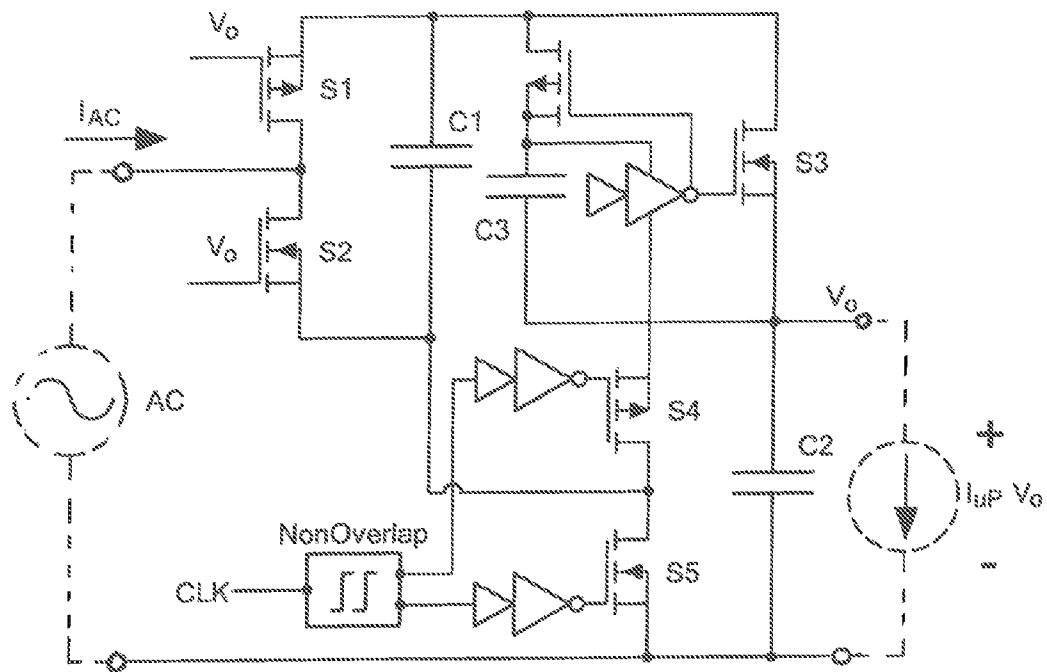 Vo
S1
IAC
C1
S3
C3
Vo
S2
Vo
AC
S4
C2
+
IuP Vo
-
NonOverlap
CLK
S5